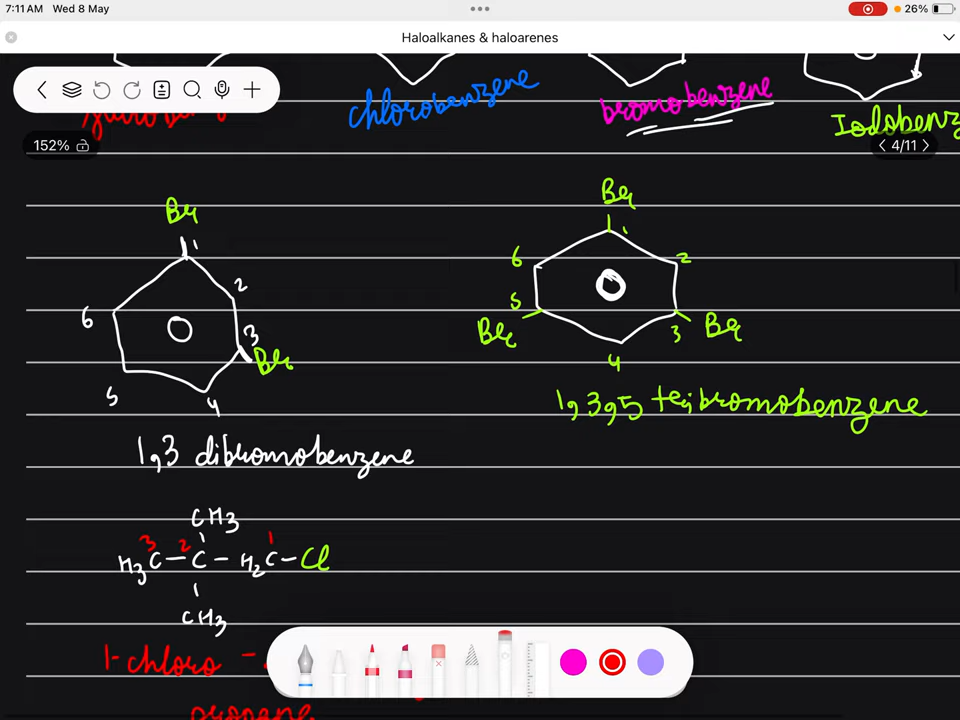 7:11 AM Wed 8 May
26%
Haloalkanes & haloarenes
chlorobenzene
bromobenzene
152%
4/11
Br
1
2
3
Br
4
5
6
1,3 dibromobenzene
Br
1
2
3
Br
4
5
Br
6
1,3,5 tribromobenzene
CH3
3 2 1
H3C - C - H2C - Cl
CH3
1-chloro -
propane